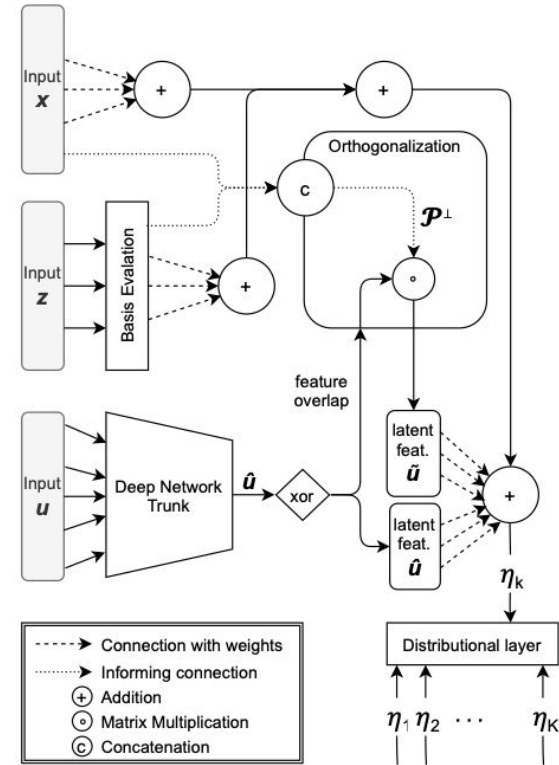 Input
x
+
+
Orthogonalization
c
𝓟⊥
Input
z
Basis Evalation
+
∘
feature
overlap
Input
u
Deep Network
Trunk
û
xor
latent
feat.
ũ
latent
feat.
û
+
ηk
Distributional layer
η1 η2 ··· ηK
Connection with weights
Informing connection
+ Addition
∘ Matrix Multiplication
c Concatenation